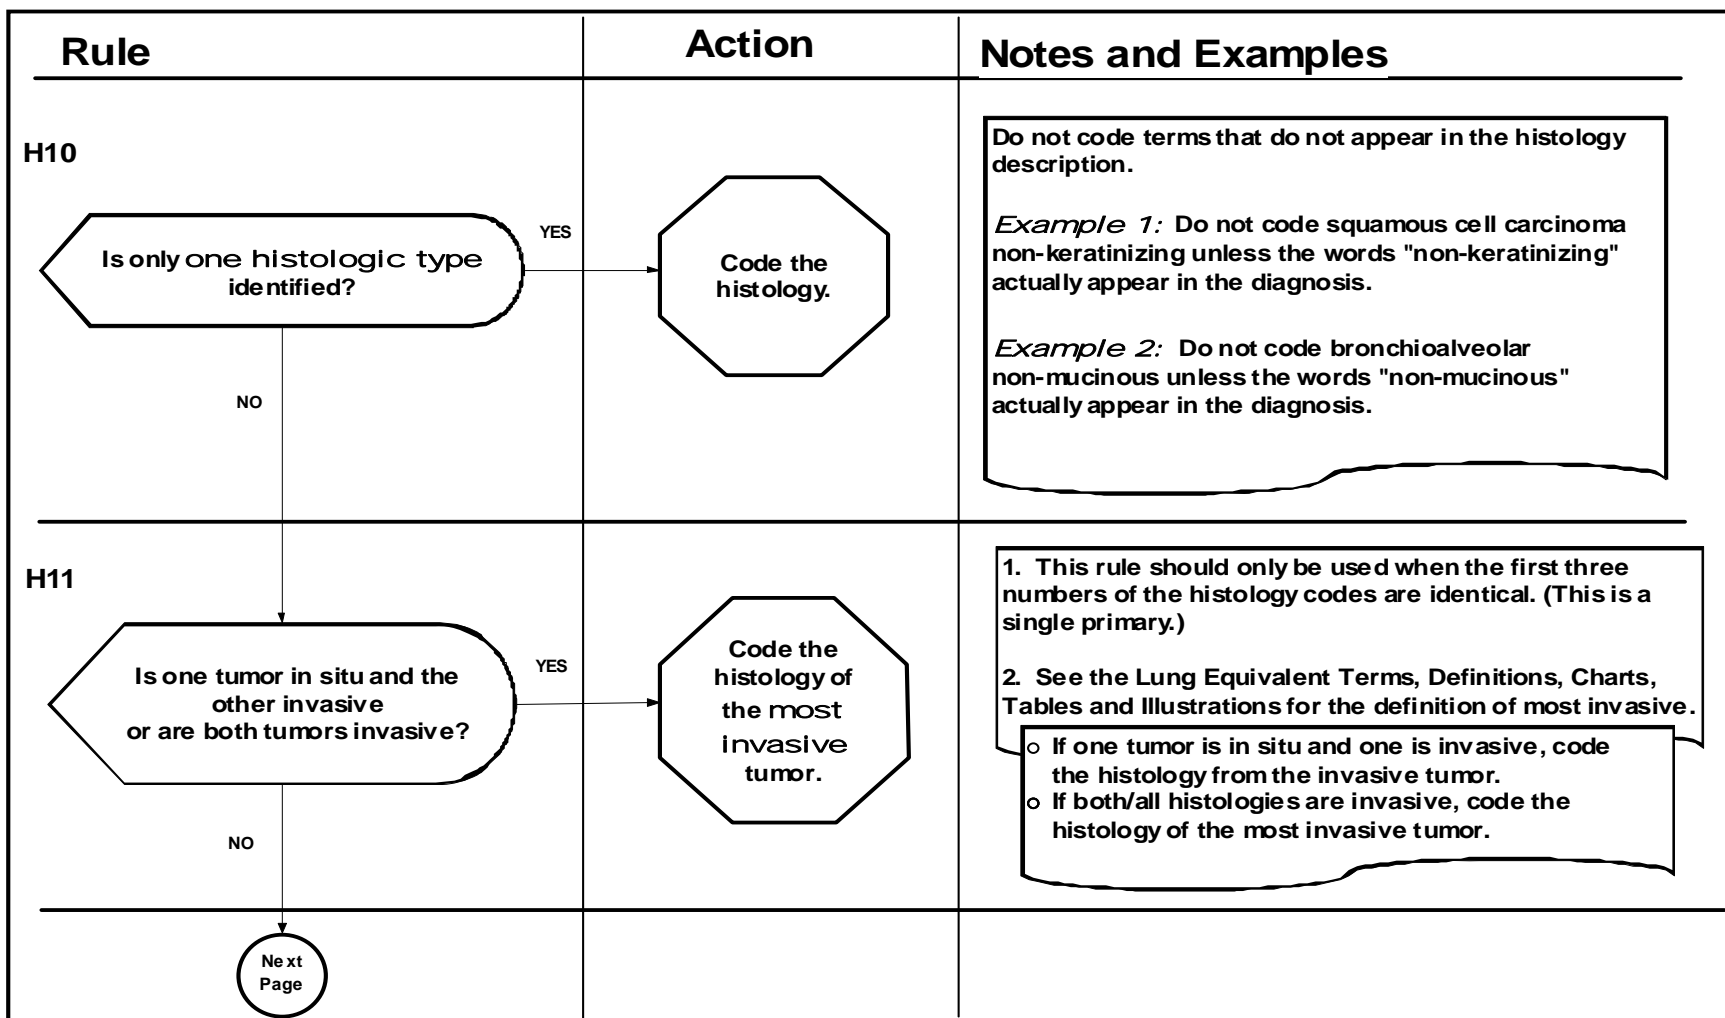 Rule
Action
Notes and Examples
H10
Is only one histologic type
identified?
YES
NO
Code the
histology.
Do not code terms that do not appear in the histology
description.
Example 1: Do not code squamous cell carcinoma
non-keratinizing unless the words "non-keratinizing"
actually appear in the diagnosis.
Example 2: Do not code bronchioalveolar
non-mucinous unless the words "non-mucinous"
actually appear in the diagnosis.
H11
Is one tumor in situ and the
other invasive
or are both tumors invasive?
YES
NO
Code the
histology of
the most
invasive
tumor.
1. This rule should only be used when the first three
numbers of the histology codes are identical. (This is a
single primary.)
2. See the Lung Equivalent Terms, Definitions, Charts,
Tables and Illustrations for the definition of most invasive.
o If one tumor is in situ and one is invasive, code
the histology from the invasive tumor.
o If both/all histologies are invasive, code the
histology of the most invasive tumor.
Next
Page